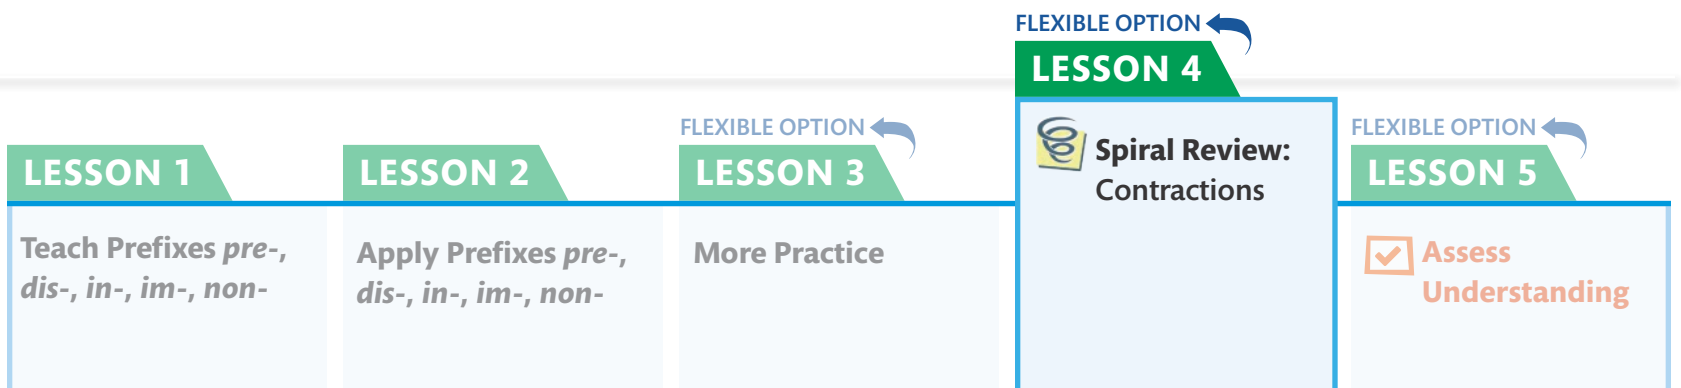 LESSON 1
Teach Prefixes pre-,
dis-, in-, im-, non-
LESSON 2
Apply Prefixes pre-,
dis-, in-, im-, non-
FLEXIBLE OPTION
LESSON 3
More Practice
FLEXIBLE OPTION
LESSON 4
Spiral Review:
Contractions
FLEXIBLE OPTION
LESSON 5
Assess
Understanding